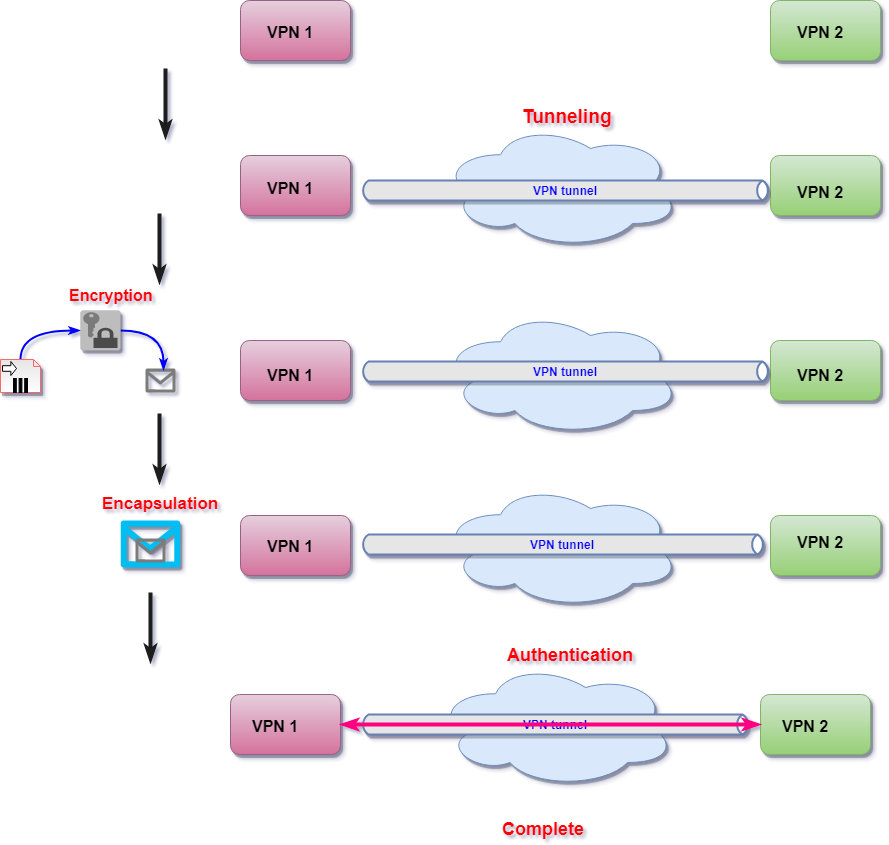 VPN 1
VPN 2
Tunneling
VPN 1
VPN tunnel
VPN 2
Encryption
VPN 1
VPN tunnel
VPN 2
Encapsulation
VPN 1
VPN tunnel
VPN 2
Authentication
VPN 1
VPN tunnel
VPN 2
Complete